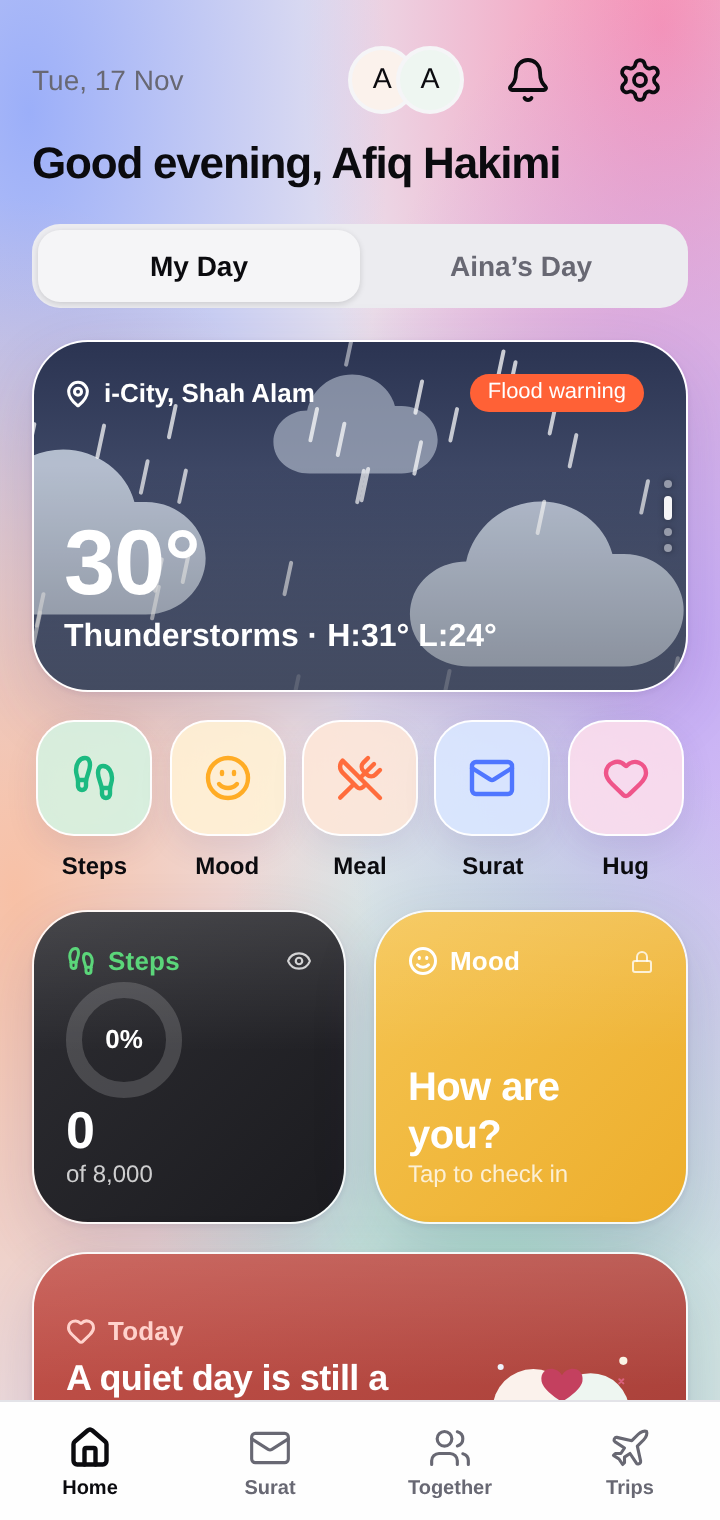 Tue, 17 Nov
A A
Good evening, Afiq Hakimi
My Day
Aina’s Day
i-City, Shah Alam
Flood warning
30°
Thunderstorms · H:31° L:24°
Steps
Mood
Meal
Surat
Hug
Steps
0%
0
of 8,000
Mood
How are
you?
Tap to check in
Today
A quiet day is still a
Home
Surat
Together
Trips